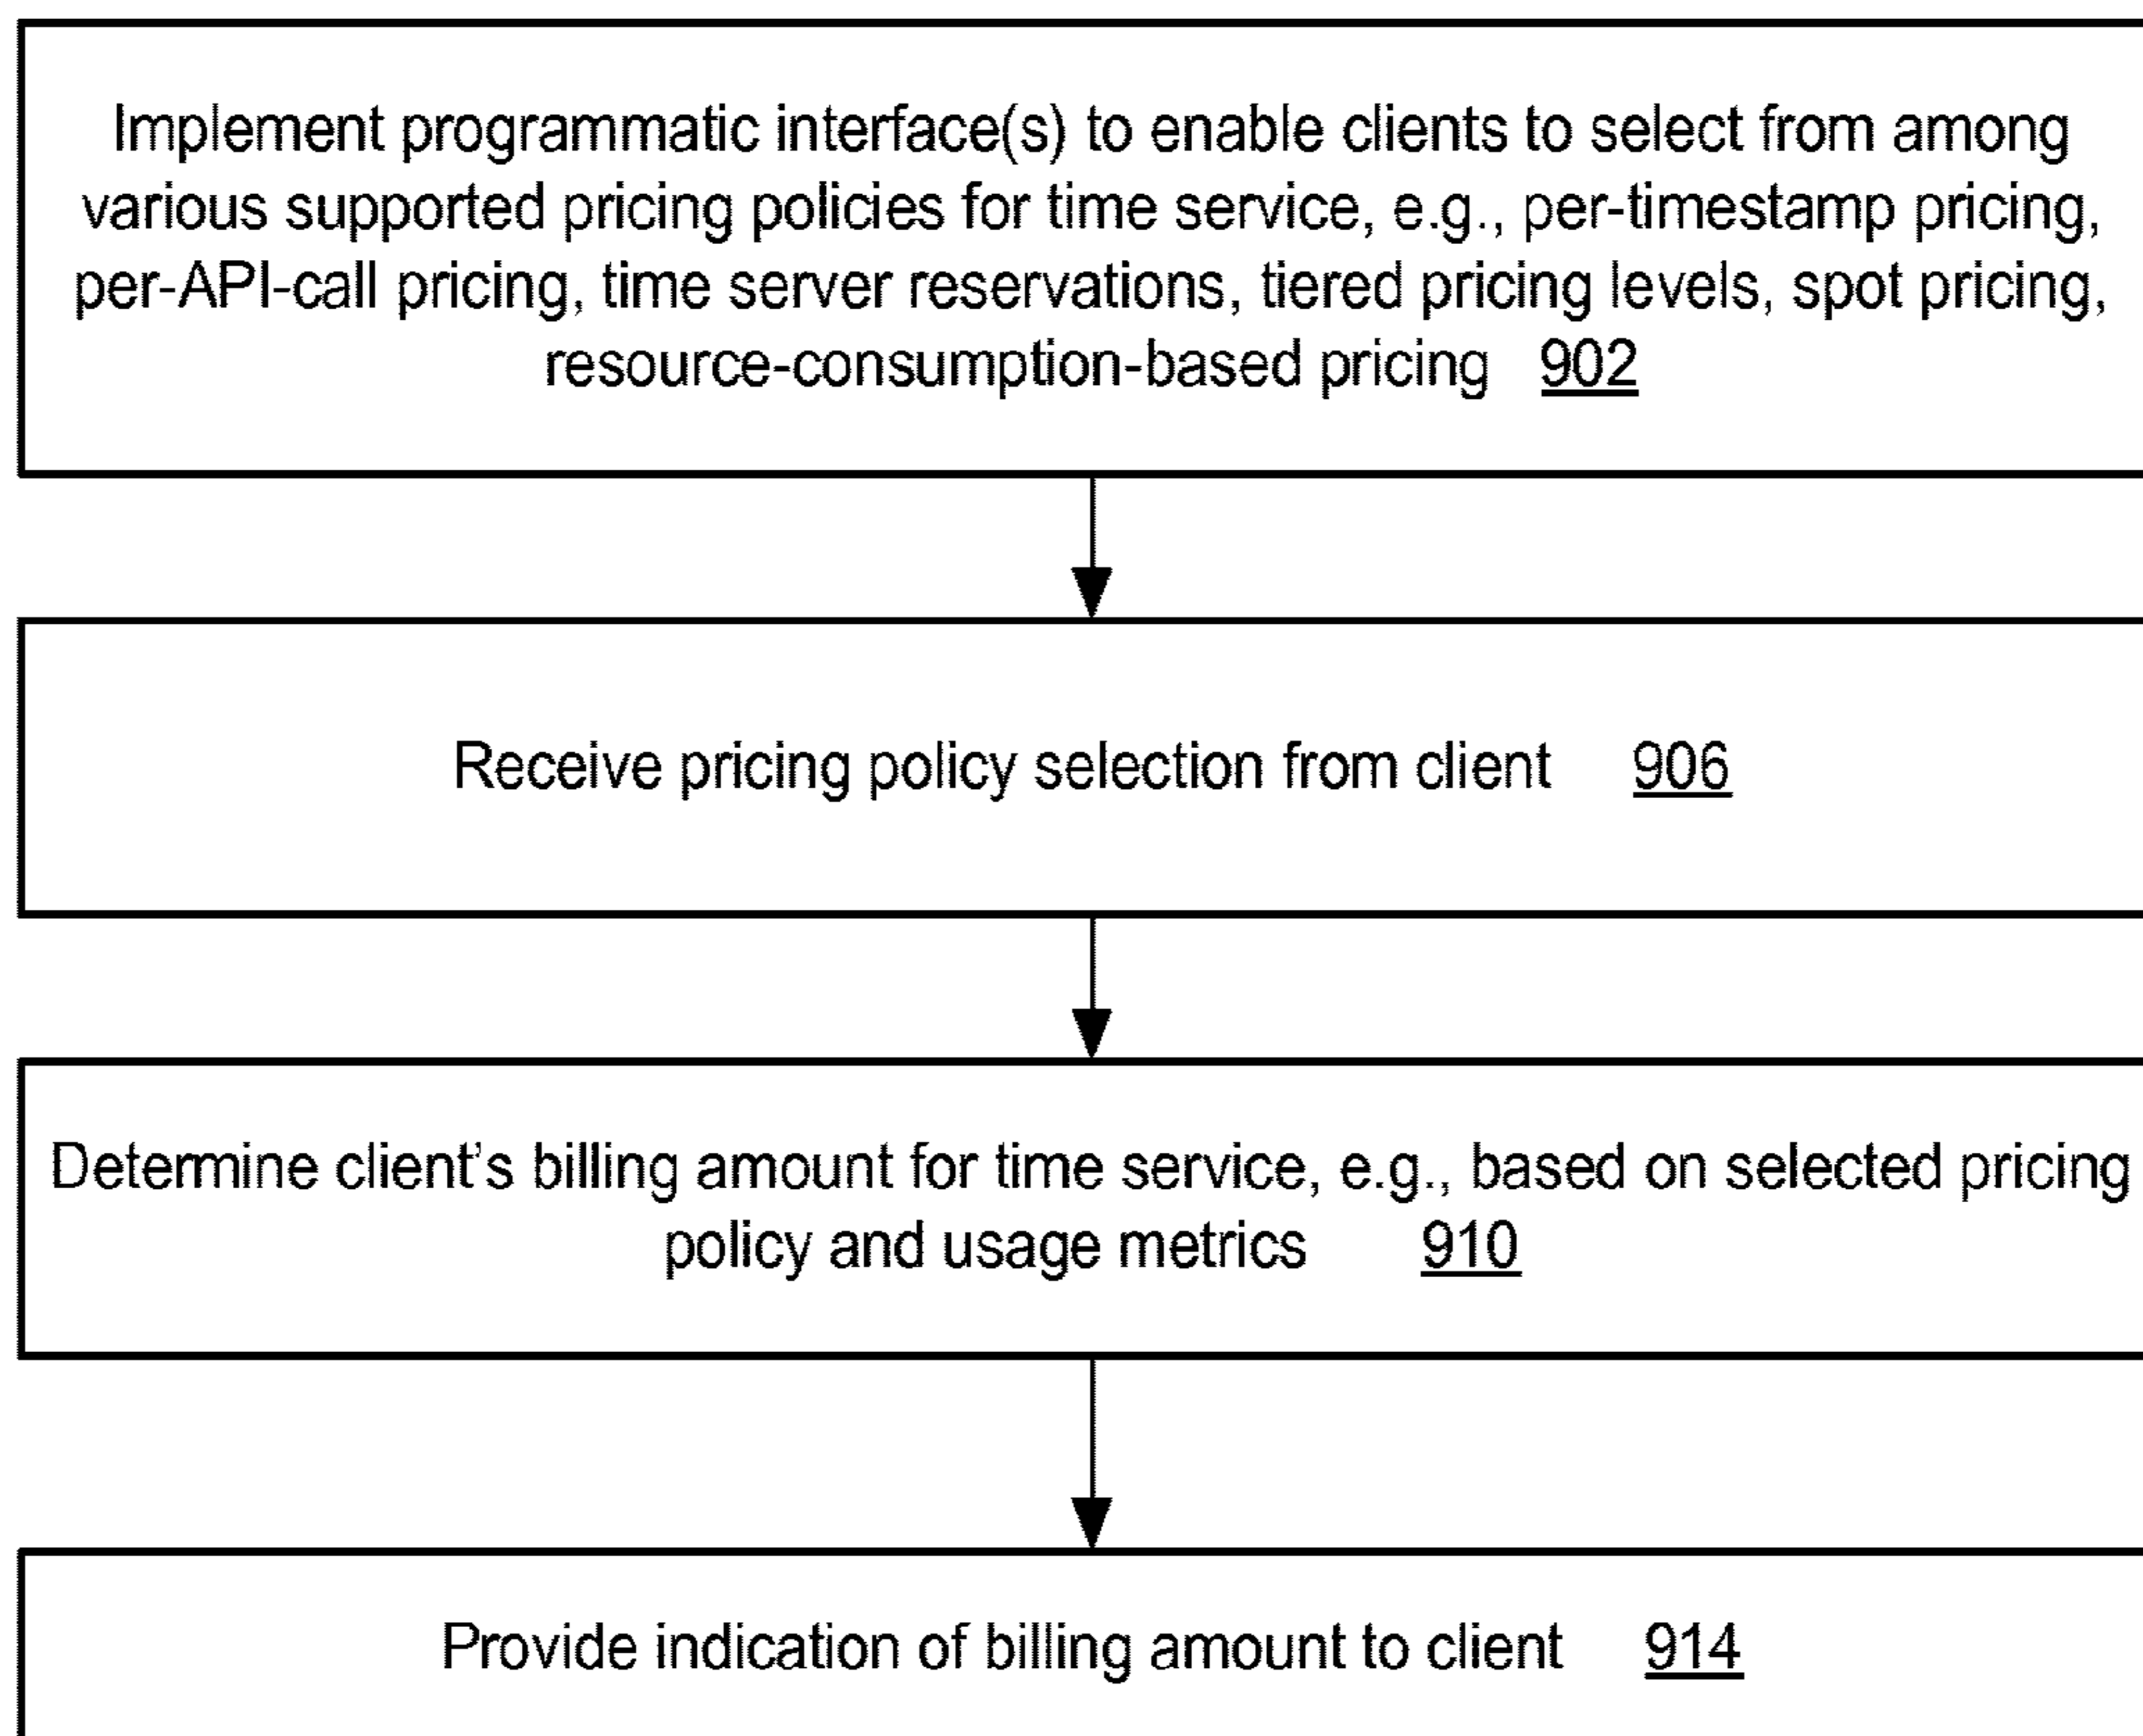 Implement programmatic interface(s) to enable clients to select from among
various supported pricing policies for time service, e.g., per-timestamp pricing,
per-API-call pricing, time server reservations, tiered pricing levels, spot pricing,
resource-consumption-based pricing 902
Receive pricing policy selection from client 906
Determine client's billing amount for time service, e.g., based on selected pricing
policy and usage metrics 910
Provide indication of billing amount to client 914